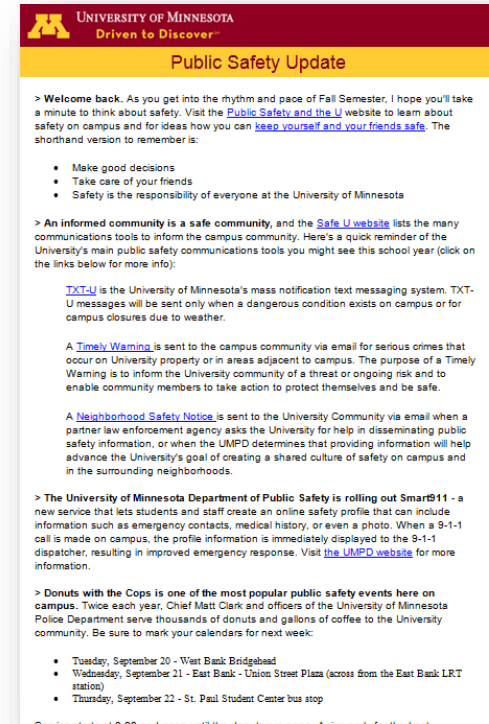 UNIVERSITY OF MINNESOTA
Driven to Discover℠
Public Safety Update
> Welcome back. As you get into the rhythm and pace of Fall Semester, I hope you'll take
a minute to think about safety. Visit the Public Safety and the U website to learn about
safety on campus and for ideas how you can keep yourself and your friends safe. The
shorthand version to remember is:
• Make good decisions
• Take care of your friends
• Safety is the responsibility of everyone at the University of Minnesota
> An informed community is a safe community, and the Safe U website lists the many
communications tools to inform the campus community. Here's a quick reminder of the
University's main public safety communications tools you might see this school year (click on
the links below for more info):
TXT-U is the University of Minnesota's mass notification text messaging system. TXT-
U messages will be sent only when a dangerous condition exists on campus or for
campus closures due to weather.
A Timely Warning is sent to the campus community via email for serious crimes that
occur on University property or in areas adjacent to campus. The purpose of a Timely
Warning is to inform the University community of a threat or ongoing risk and to
enable community members to take action to protect themselves and be safe.
A Neighborhood Safety Notice is sent to the University Community via email when a
partner law enforcement agency asks the University for help in disseminating public
safety information, or when the UMPD determines that providing information will help
advance the University's goal of creating a shared culture of safety on campus and
in the surrounding neighborhoods.
> The University of Minnesota Department of Public Safety is rolling out Smart911 - a
new service that lets students and staff create an online safety profile that can include
information such as emergency contacts, medical history, or even a photo. When a 9-1-1
call is made on campus, the profile information is immediately displayed to the 9-1-1
dispatcher, resulting in improved emergency response. Visit the UMPD website for more
information.
> Donuts with the Cops is one of the most popular public safety events here on
campus. Twice each year, Chief Matt Clark and officers of the University of Minnesota
Police Department serve thousands of donuts and gallons of coffee to the University
community. Be sure to mark your calendars for next week:
• Tuesday, September 20 - West Bank Bridgehead
• Wednesday, September 21 - East Bank - Union Street Plaza (across from the East Bank LRT
station)
• Thursday, September 22 - St. Paul Student Center bus stop